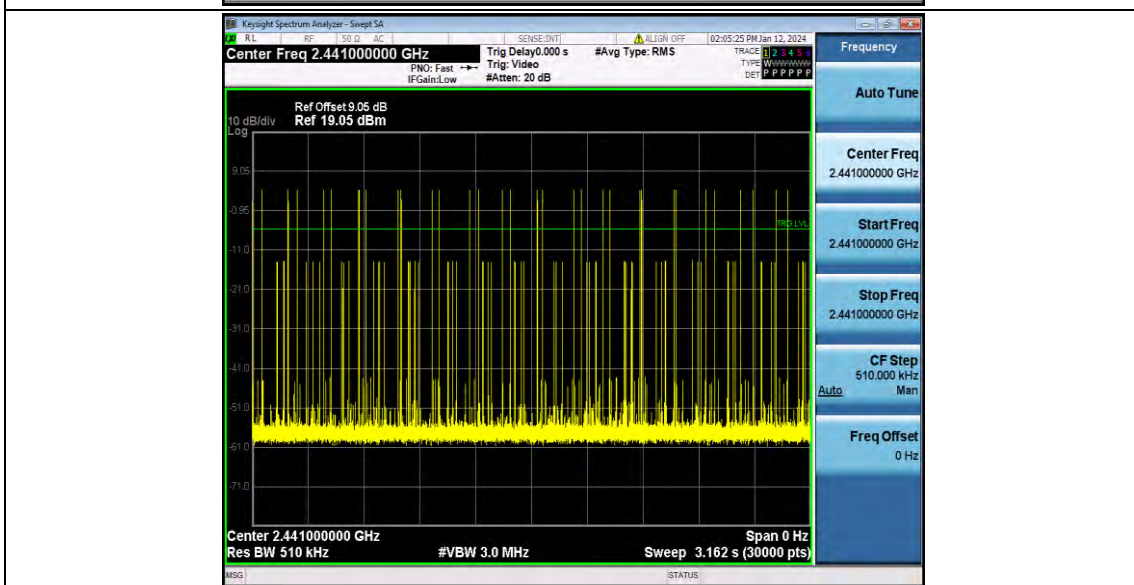 Keysight Spectrum Analyzer - Swept SA
RL RF 50 Ω AC SENSE:INT ALIGN OFF 02:05:25 PM Jan 12, 2024
Center Freq 2.441000000 GHz Trig Delay0.000 s #Avg Type: RMS TRACE 1 2 3 4 5 6
PNO: Fast Trig: Video TYPE WWWWWW
IFGain:Low #Atten: 20 dB DET P P P P P P
Frequency
Auto Tune
Ref Offset 9.05 dB
10 dB/div Ref 19.05 dBm
Log
9.05
-0.95
TRIG LVL
-11.0
-21.0
-31.0
-41.0
-51.0
-61.0
-71.0
Center Freq
2.441000000 GHz
Start Freq
2.441000000 GHz
Stop Freq
2.441000000 GHz
CF Step
510.000 kHz
Auto Man
Freq Offset
0 Hz
Center 2.441000000 GHz Span 0 Hz
Res BW 510 kHz #VBW 3.0 MHz Sweep 3.162 s (30000 pts)
MSG STATUS